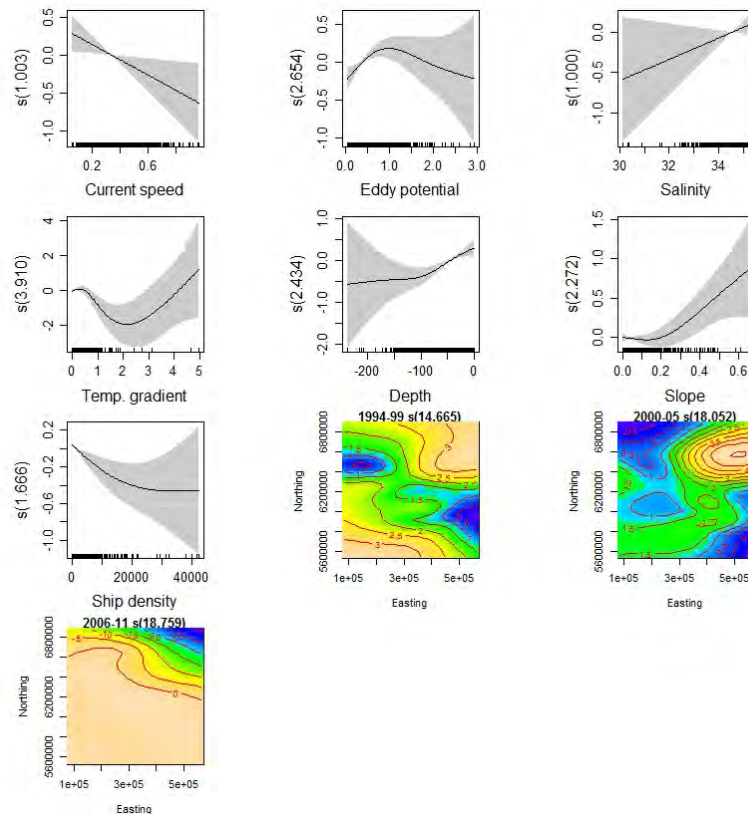 s(1.003)
-1.0 -0.5 0.0 0.5
0.2 0.6
Current speed
s(2.654)
-1.0 -0.5 0.0 0.5
0.0 1.0 2.0 3.0
Eddy potential
s(1.000)
-1.0 -0.5 0.0
30 32 34
Salinity
s(3.910)
-2 0 2 4
0 1 2 3 4 5
Temp. gradient
s(2.434)
-2.0 -1.0 0.0 1.0
-200 -100 0
Depth
s(2.272)
0.0 0.5 1.0 1.5
0.0 0.2 0.4 0.6
Slope
s(1.666)
-1.0 -0.6 -0.2 0.2
0 20000 40000
Ship density
1994-99 s(14.665)
Northing
5600000 6200000 6800000
1e+05 3e+05 5e+05
Easting
2000-05 s(18.052)
Northing
5600000 6200000 6800000
1e+05 3e+05 5e+05
Easting
2006-11 s(18.759)
Northing
5600000 6200000 6800000
1e+05 3e+05 5e+05
Easting